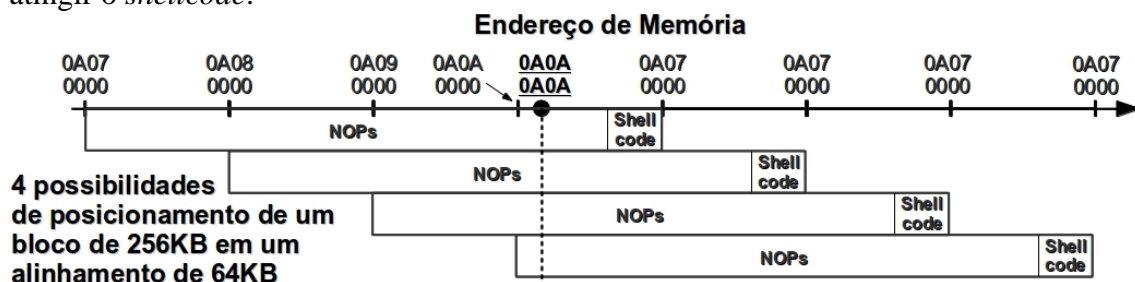 atingir o shellcode.
Endereço de Memória
0A07 0A08 0A09 0A0A 0A0A 0A07 0A07 0A07 0A07
0000 0000 0000 0000 0A0A 0000 0000 0000 0000
NOPs Shell
code
NOPs Shell
code
4 possibilidades
de posicionamento de um NOPs Shell
code
bloco de 256KB em um
alinhamento de 64KB NOPs Shell
code